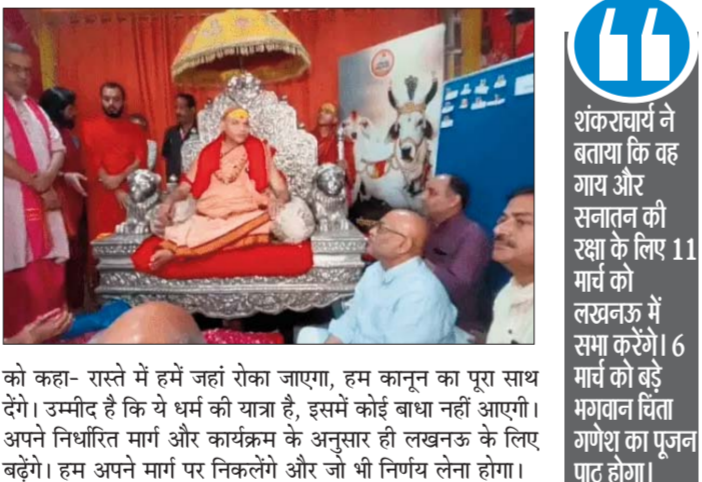 को कहा- रास्ते में हमें जहां रोका जाएगा, हम कानून का पूरा साथ
देंगे। उम्मीद है कि ये धर्म की यात्रा है, इसमें कोई बाधा नहीं आएगी।
अपने निर्धारित मार्ग और कार्यक्रम के अनुसार ही लखनऊ के लिए
बढ़ेंगे। हम अपने मार्ग पर निकलेंगे और जो भी निर्णय लेना होगा।
शंकराचार्य ने
बताया कि वह
गाय और
सनातन की
रक्षा के लिए 11
मार्च को
लखनऊ में
सभा करेंगे। 6
मार्च को बड़े
भगवान चिंता
गणेश का पूजन
पाठ होगा।